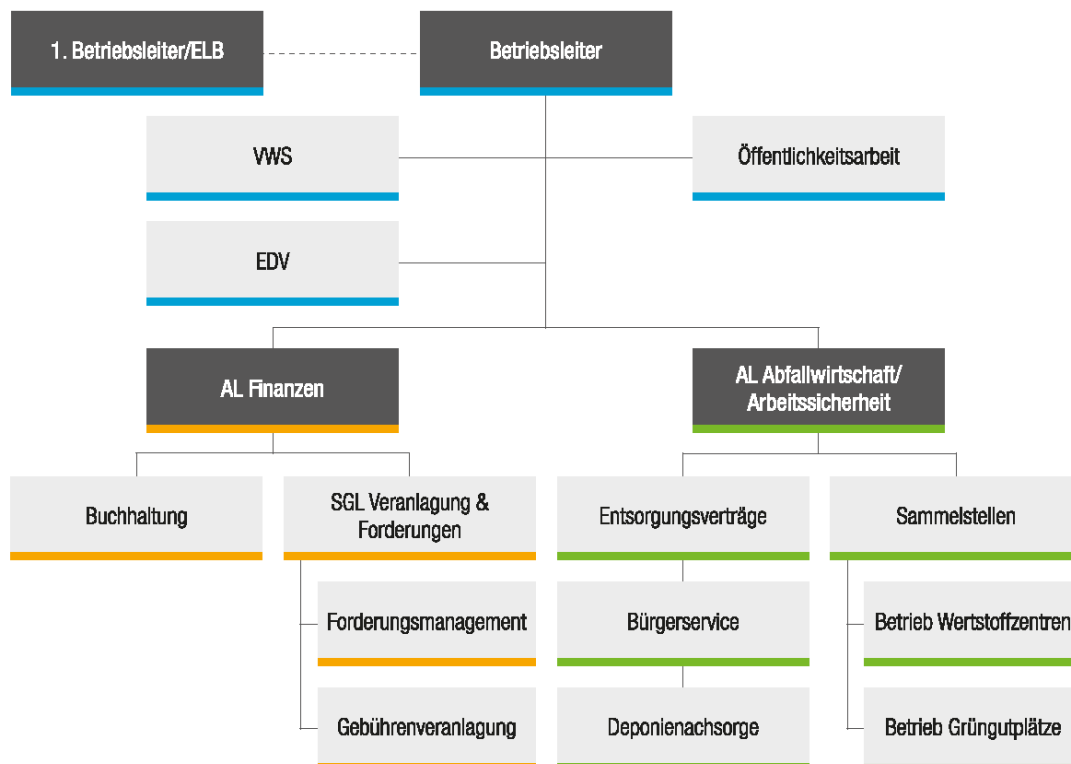 1. Betriebsleiter/ELB
Betriebsleiter
VWS
Öffentlichkeitsarbeit
EDV
AL Finanzen
AL Abfallwirtschaft/
Arbeitssicherheit
Buchhaltung
SGL Veranlagung &
Forderungen
Entsorgungsverträge
Sammelstellen
Forderungsmanagement
Bürgerservice
Betrieb Wertstoffzentren
Gebührenveranlagung
Deponienachsorge
Betrieb Grüngutplätze